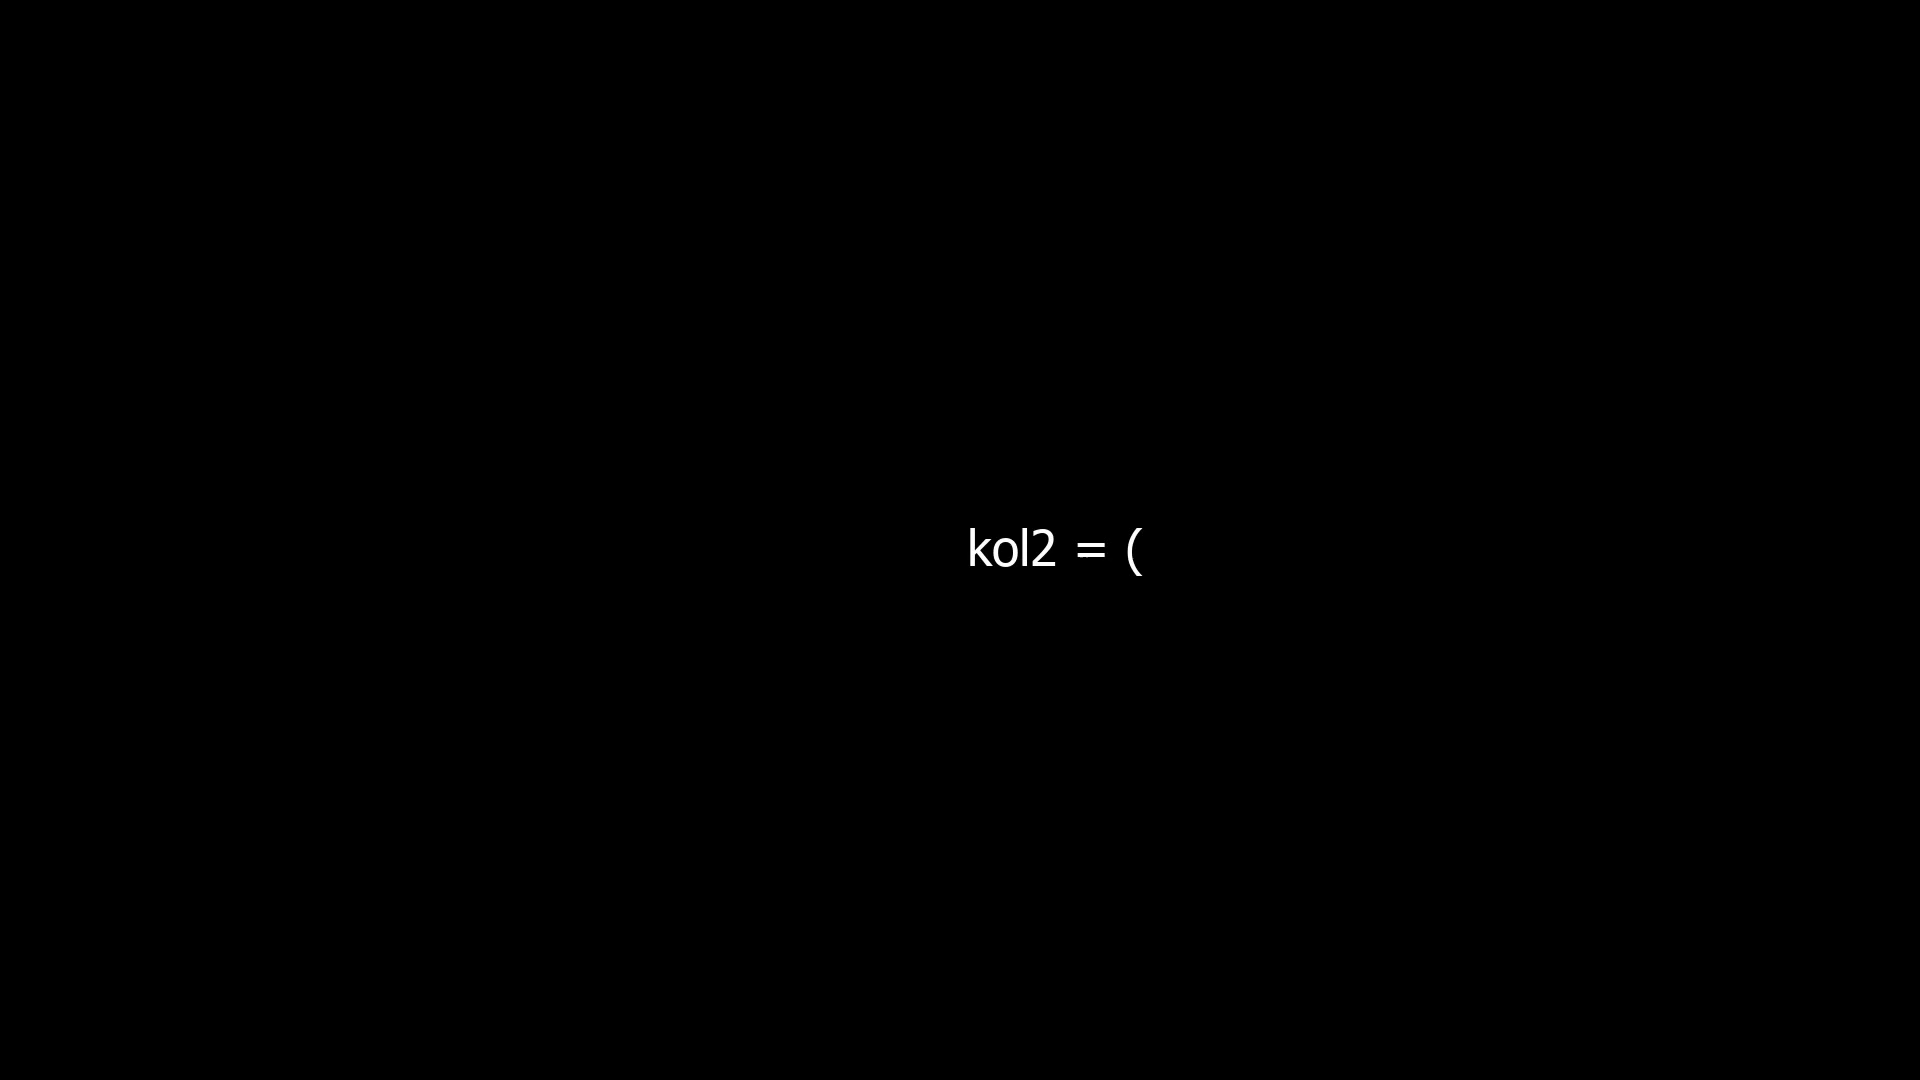 kol2 = (